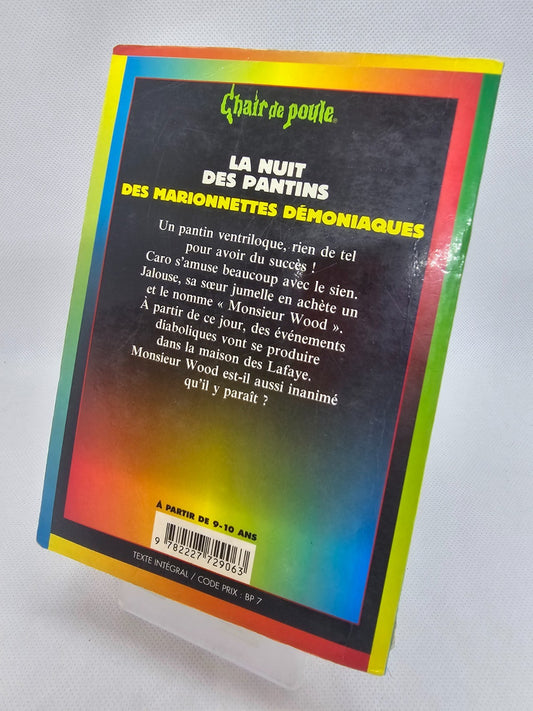 Chair de poule®
LA NUIT
DES PANTINS
DES MARIONNETTES DÉMONIAQUES
Un pantin ventriloque, rien de tel
pour avoir du succès !
Caro s'amuse beaucoup avec le sien.
Jalouse, sa sœur jumelle en achète un
et le nomme « Monsieur Wood ».
À partir de ce jour, des événements
diaboliques vont se produire
dans la maison des Lafaye.
Monsieur Wood est-il aussi inanimé
qu'il y paraît ?
À PARTIR DE 9-10 ANS
9 782227 729063
TEXTE INTÉGRAL / CODE PRIX : BP 7